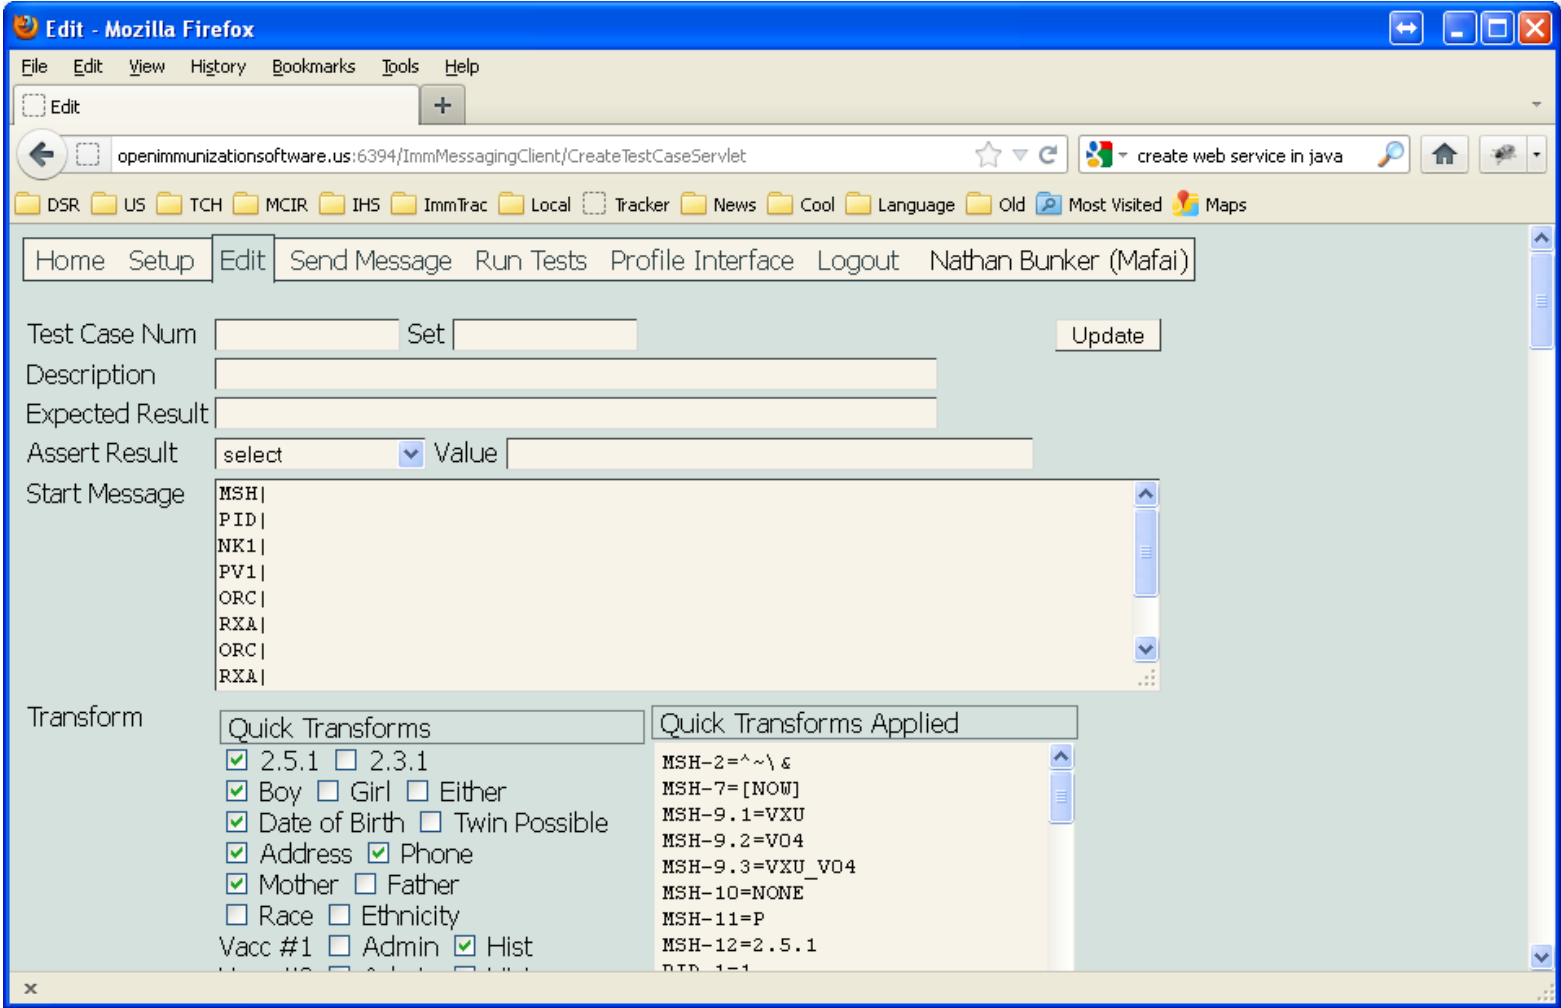 Edit - Mozilla Firefox
File Edit View History Bookmarks Tools Help
Edit +
openimmunizationsoftware.us:6394/ImmMessagingClient/CreateTestCaseServlet create web service in java
DSR US TCH MCIR IHS ImmTrac Local Tracker News Cool Language Old Most Visited Maps
Home Setup Edit Send Message Run Tests Profile Interface Logout Nathan Bunker (Mafai)
Test Case Num Set Update
Description
Expected Result
Assert Result select Value
Start Message MSH|
PID|
NK1|
PV1|
ORC|
RXA|
ORC|
RXA|
Transform
Quick Transforms
2.5.1 2.3.1
Boy Girl Either
Date of Birth Twin Possible
Address Phone
Mother Father
Race Ethnicity
Vacc #1 Admin Hist
Quick Transforms Applied
MSH-2=^~\&
MSH-7=[NOW]
MSH-9.1=VXU
MSH-9.2=V04
MSH-9.3=VXU_V04
MSH-10=NONE
MSH-11=P
MSH-12=2.5.1
PID-1=1